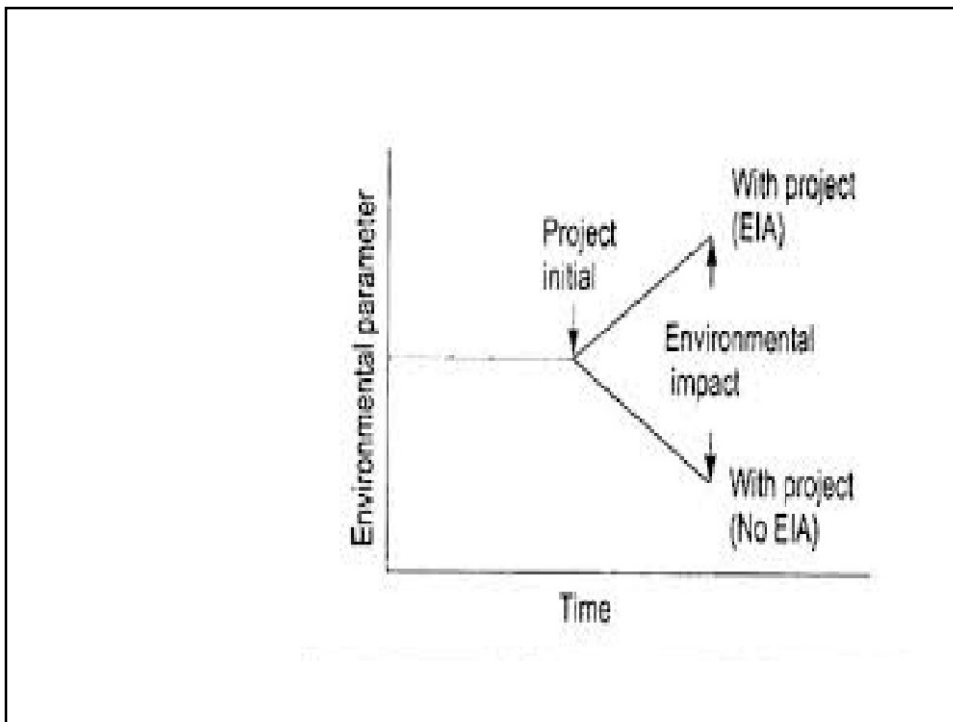 With project
(EIA)
Project
initial
Environmental
impact
With project
(No EIA)
Environmental parameter
Time